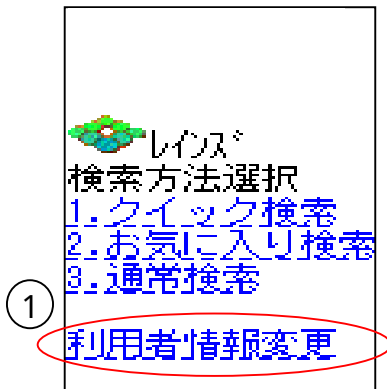 ﾚｲﾝｽﾞ
検索方法選択
1.クイック検索
2.お気に入り検索
3.通常検索
1
利用者情報変更